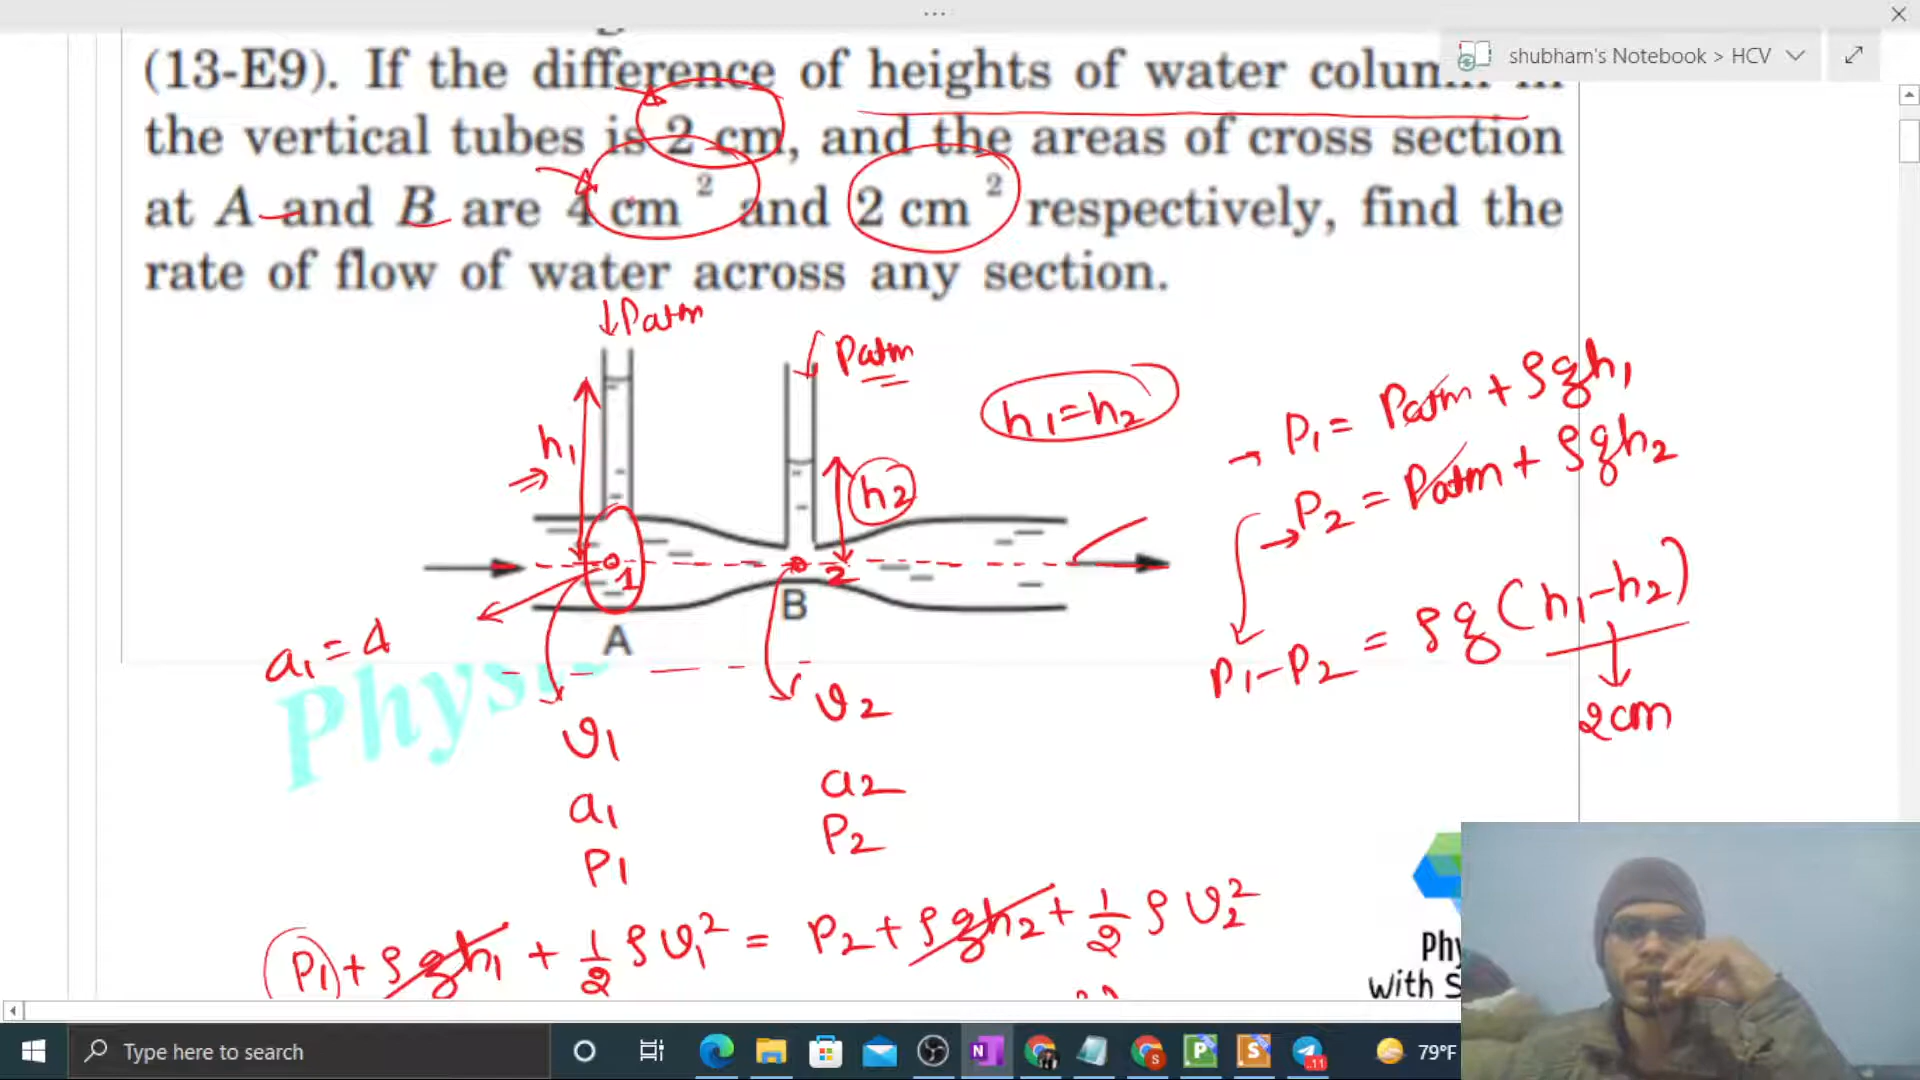 shubham's Notebook > HCV
(13-E9). If the difference of heights of water
the vertical tubes is 2 cm, and the areas of cross section
at A and B are 4 cm ² and 2 cm ² respectively, find the
rate of flow of water across any section.
↓Patm
Patm
h₁
h₂
h₁=h₂
→ P₁ = Patm + ρgh₁
→ P₂ = Patm + ρgh₂
P₁-P₂ = ρg(h₁-h₂)
2cm
1
2
A
B
a₁=4
v₁
v₂
a₁
a₂
P₁
P₂
P₁ + ρgh₁ + 1/2 ρv₁² = P₂ + ρgh₂ + 1/2 ρv₂²
Physi
Phy
with S
Type here to search
11
79°F